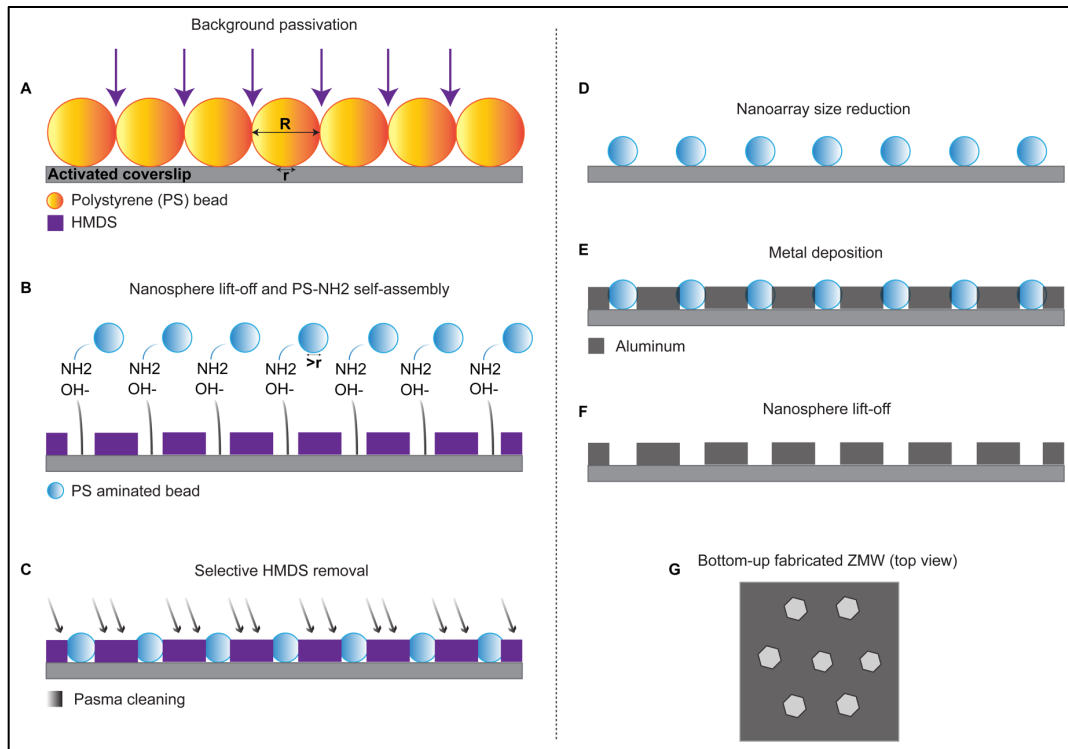 Background passivation
A
R
Activated coverslip
r
Polystyrene (PS) bead
HMDS
B
Nanosphere lift-off and PS-NH2 self-assembly
>r
NH2 NH2 NH2 NH2 NH2 NH2 NH2
OH- OH- OH- OH- OH- OH- OH-
PS aminated bead
C
Selective HMDS removal
Pasma cleaning
D
Nanoarray size reduction
E
Metal deposition
Aluminum
F
Nanosphere lift-off
G
Bottom-up fabricated ZMW (top view)